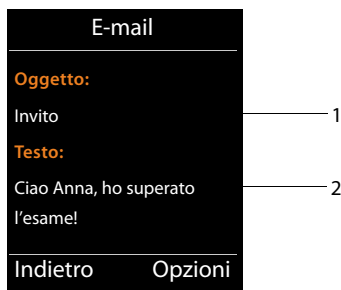 E-mail
Oggetto:
Invito
1
Testo:
Ciao Anna, ho superato
2
l'esame!
Indietro Opzioni